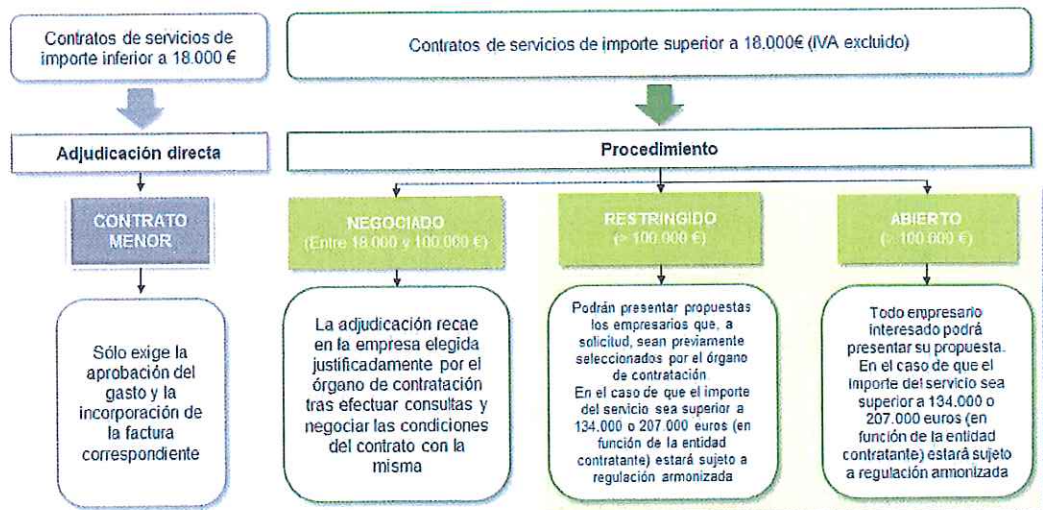 Contratos de servicios de
importe inferior a 18.000 €
Contratos de servicios de importe superior a 18.000€ (IVA excluido)
Adjudicación directa
Procedimiento
CONTRATO
MENOR
NEGOCIADO
(Entre 18.000 y 100.000 €)
RESTRINGIDO
(> 100.000 €)
ABIERTO
(> 100.000 €)
Sólo exige la
aprobación del
gasto y la
incorporación de
la factura
correspondiente
La adjudicación recae
en la empresa elegida
justificadamente por el
órgano de contratación
tras efectuar consultas y
negociar las condiciones
del contrato con la
misma
Podrán presentar propuestas
los empresarios que, a
solicitud, sean previamente
seleccionados por el órgano
de contratación.
En el caso de que el importe
del servicio sea superior a
134.000 o 207.000 euros (en
función de la entidad
contratante) estará sujeto a
regulación armonizada
Todo empresario
interesado podrá
presentar su propuesta.
En el caso de que el
importe del servicio sea
superior a 134.000 o
207.000 euros (en
función de la entidad
contratante) estará sujeto
a regulación armonizada